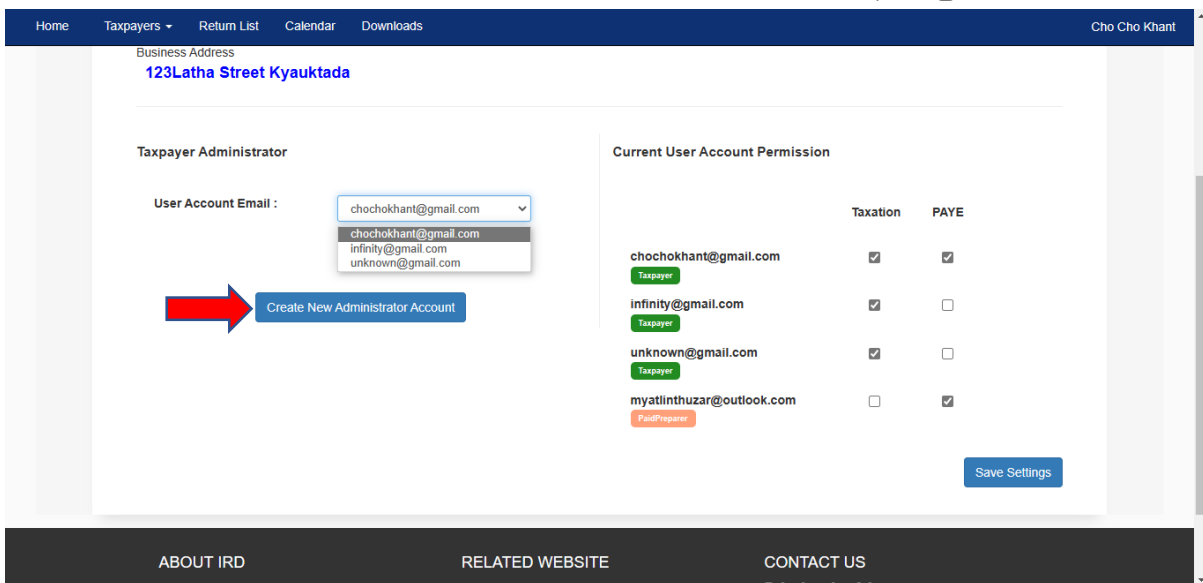 Home Taxpayers Return List Calendar Downloads Cho Cho Khant
Business Address
123Latha Street Kyauktada
Taxpayer Administrator
User Account Email :
chochokhant@gmail.com
chochokhant@gmail.com
infinity@gmail.com
unknown@gmail.com
Create New Administrator Account
Current User Account Permission
Taxation PAYE
chochokhant@gmail.com
Taxpayer
infinity@gmail.com
Taxpayer
unknown@gmail.com
Taxpayer
myatlinthuzar@outlook.com
PaidPreparer
Save Settings
ABOUT IRD RELATED WEBSITE CONTACT US